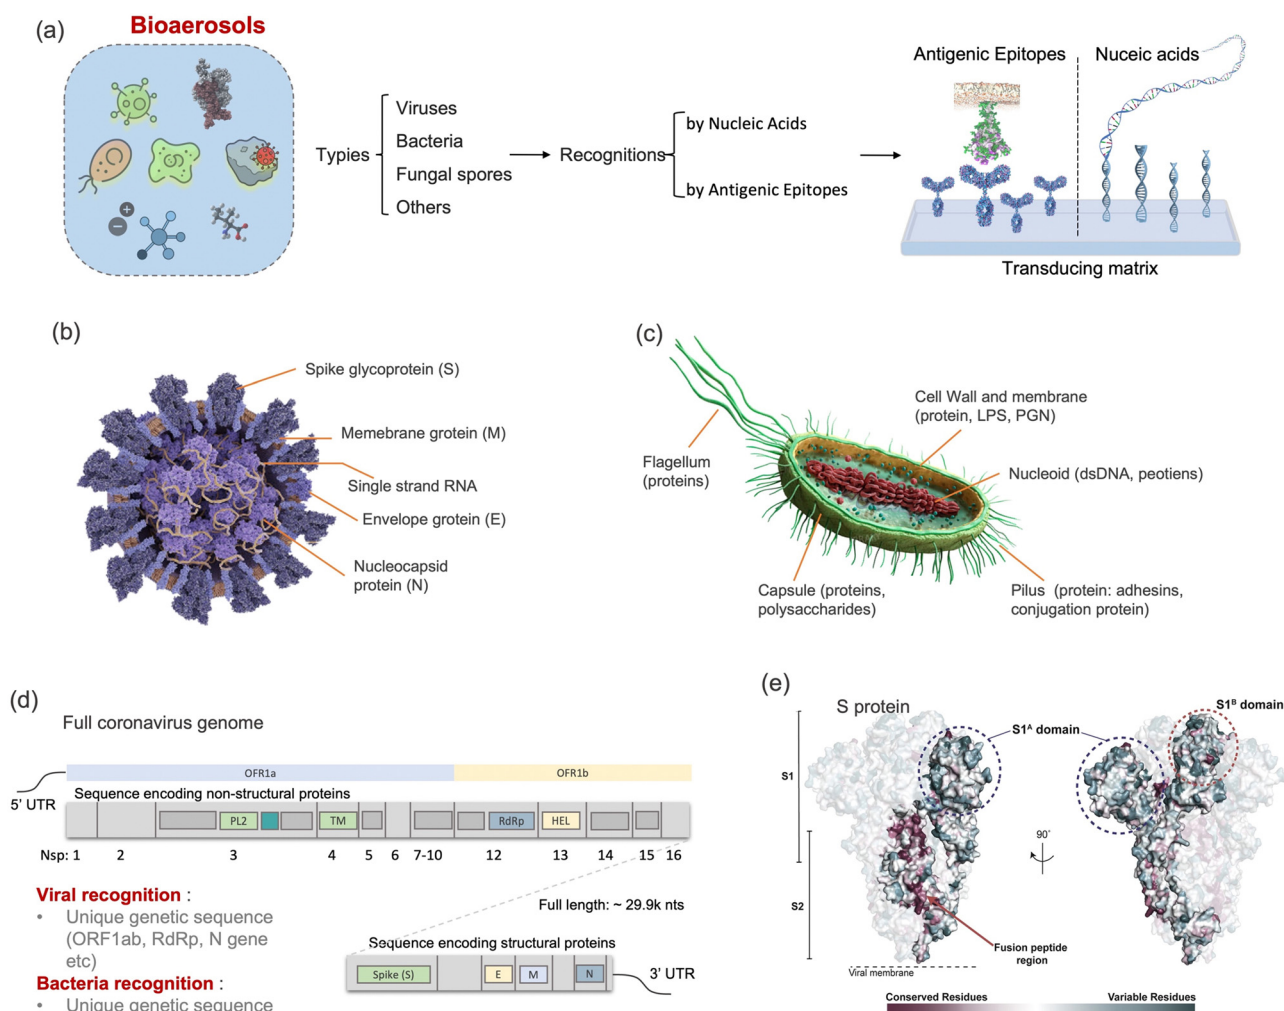 (a)
Bioaerosols
Typies
Viruses
Bacteria
Fungal spores
Others
Recognitions
by Nucleic Acids
by Antigenic Epitopes
Antigenic Epitopes
Nuceic acids
Transducing matrix
(b)
Spike glycoprotein (S)
Memebrane grotein (M)
Single strand RNA
Envelope grotein (E)
Nucleocapsid
protein (N)
(c)
Cell Wall and membrane
(protein, LPS, PGN)
Flagellum
(proteins)
Nucleoid (dsDNA, peotiens)
Capsule (proteins,
polysaccharides)
Pilus (protein: adhesins,
conjugation protein)
(d)
Full coronavirus genome
OFR1a
OFR1b
5' UTR
Sequence encoding non-structural proteins
PL2
TM
RdRp
HEL
Nsp: 1 2 3 4 5 6 7-10 12 13 14 15 16
Viral recognition :
• Unique genetic sequence
(ORF1ab, RdRp, N gene
etc)
Bacteria recognition :
• Unique genetic sequence
Full length: ~ 29.9k nts
Sequence encoding structural proteins
Spike (S)
E
M
N
3' UTR
(e)
S protein
S1ᴮ domain
S1ᴬ domain
S1
90°
S2
Fusion peptide
region
Viral membrane
Conserved Residues
Variable Residues